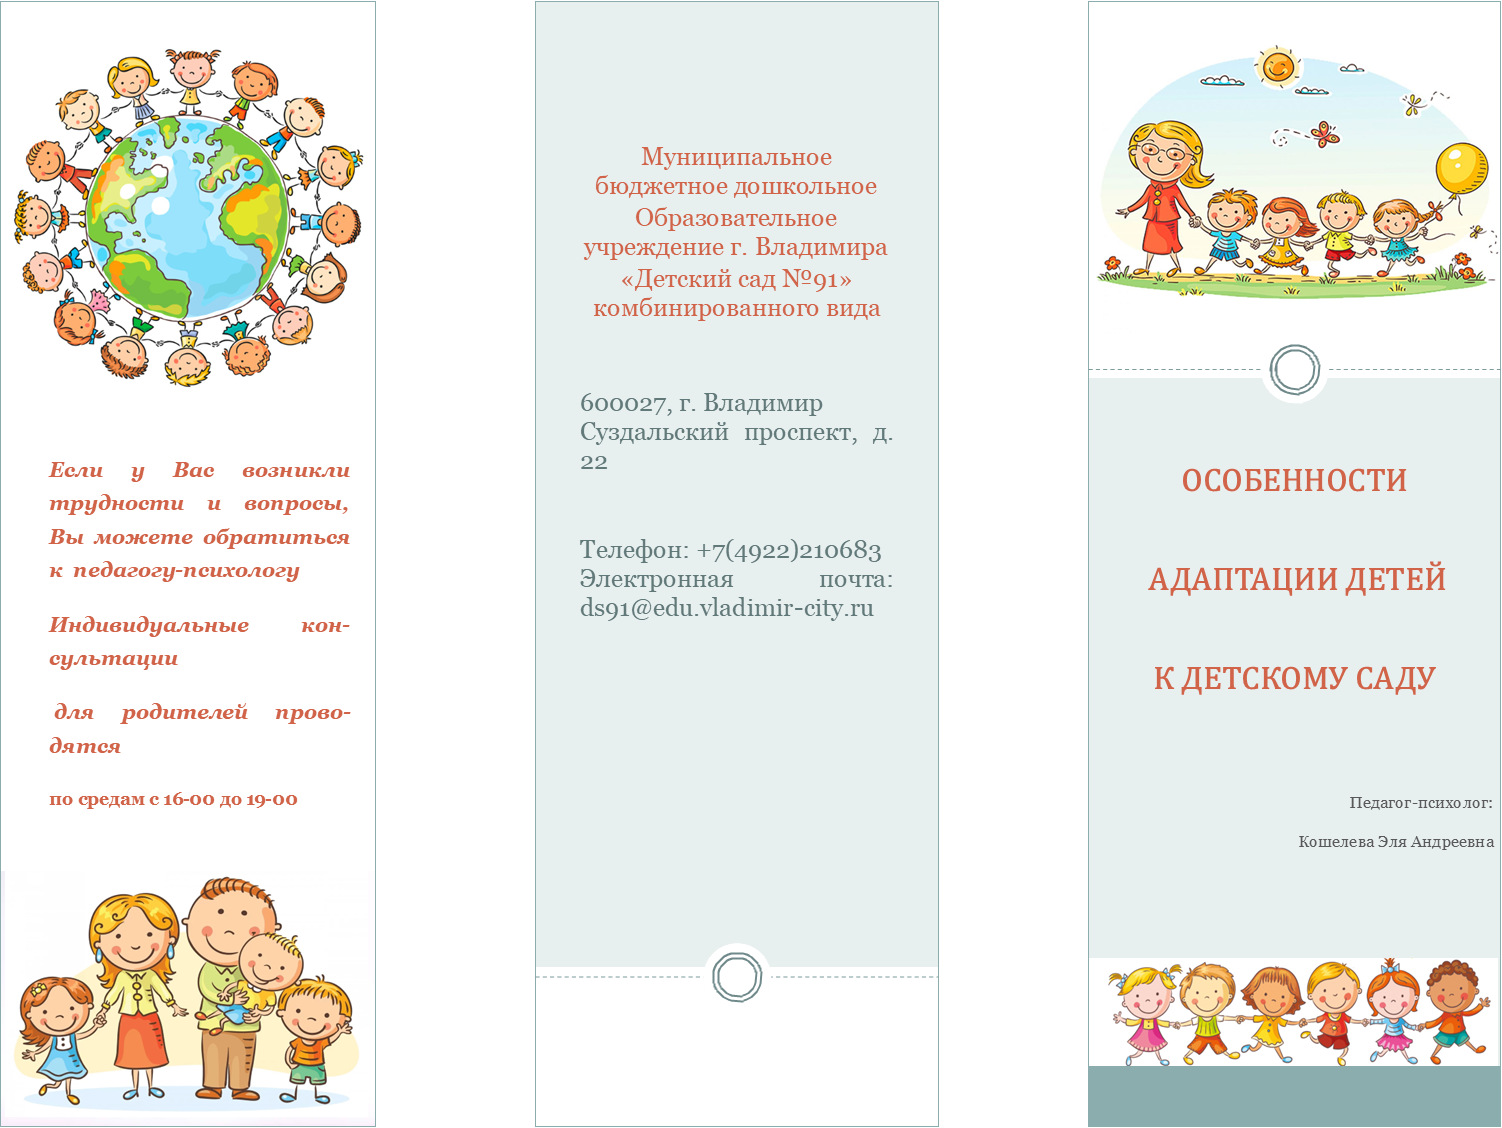 Если у Вас возникли
трудности и вопросы,
Вы можете обратиться
к педагогу-психологу
Индивидуальные кон-
сультации
для родителей прово-
дятся
по средам с 16-00 до 19-00
Муниципальное
бюджетное дошкольное
Образовательное
учреждение г. Владимира
«Детский сад №91»
комбинированного вида
600027, г. Владимир
Суздальский проспект, д.
22
Телефон: +7(4922)210683
Электронная почта:
ds91@edu.vladimir-city.ru
ОСОБЕННОСТИ
АДАПТАЦИИ ДЕТЕЙ
К ДЕТСКОМУ САДУ
Педагог-психолог:
Кошелева Эля Андреевна